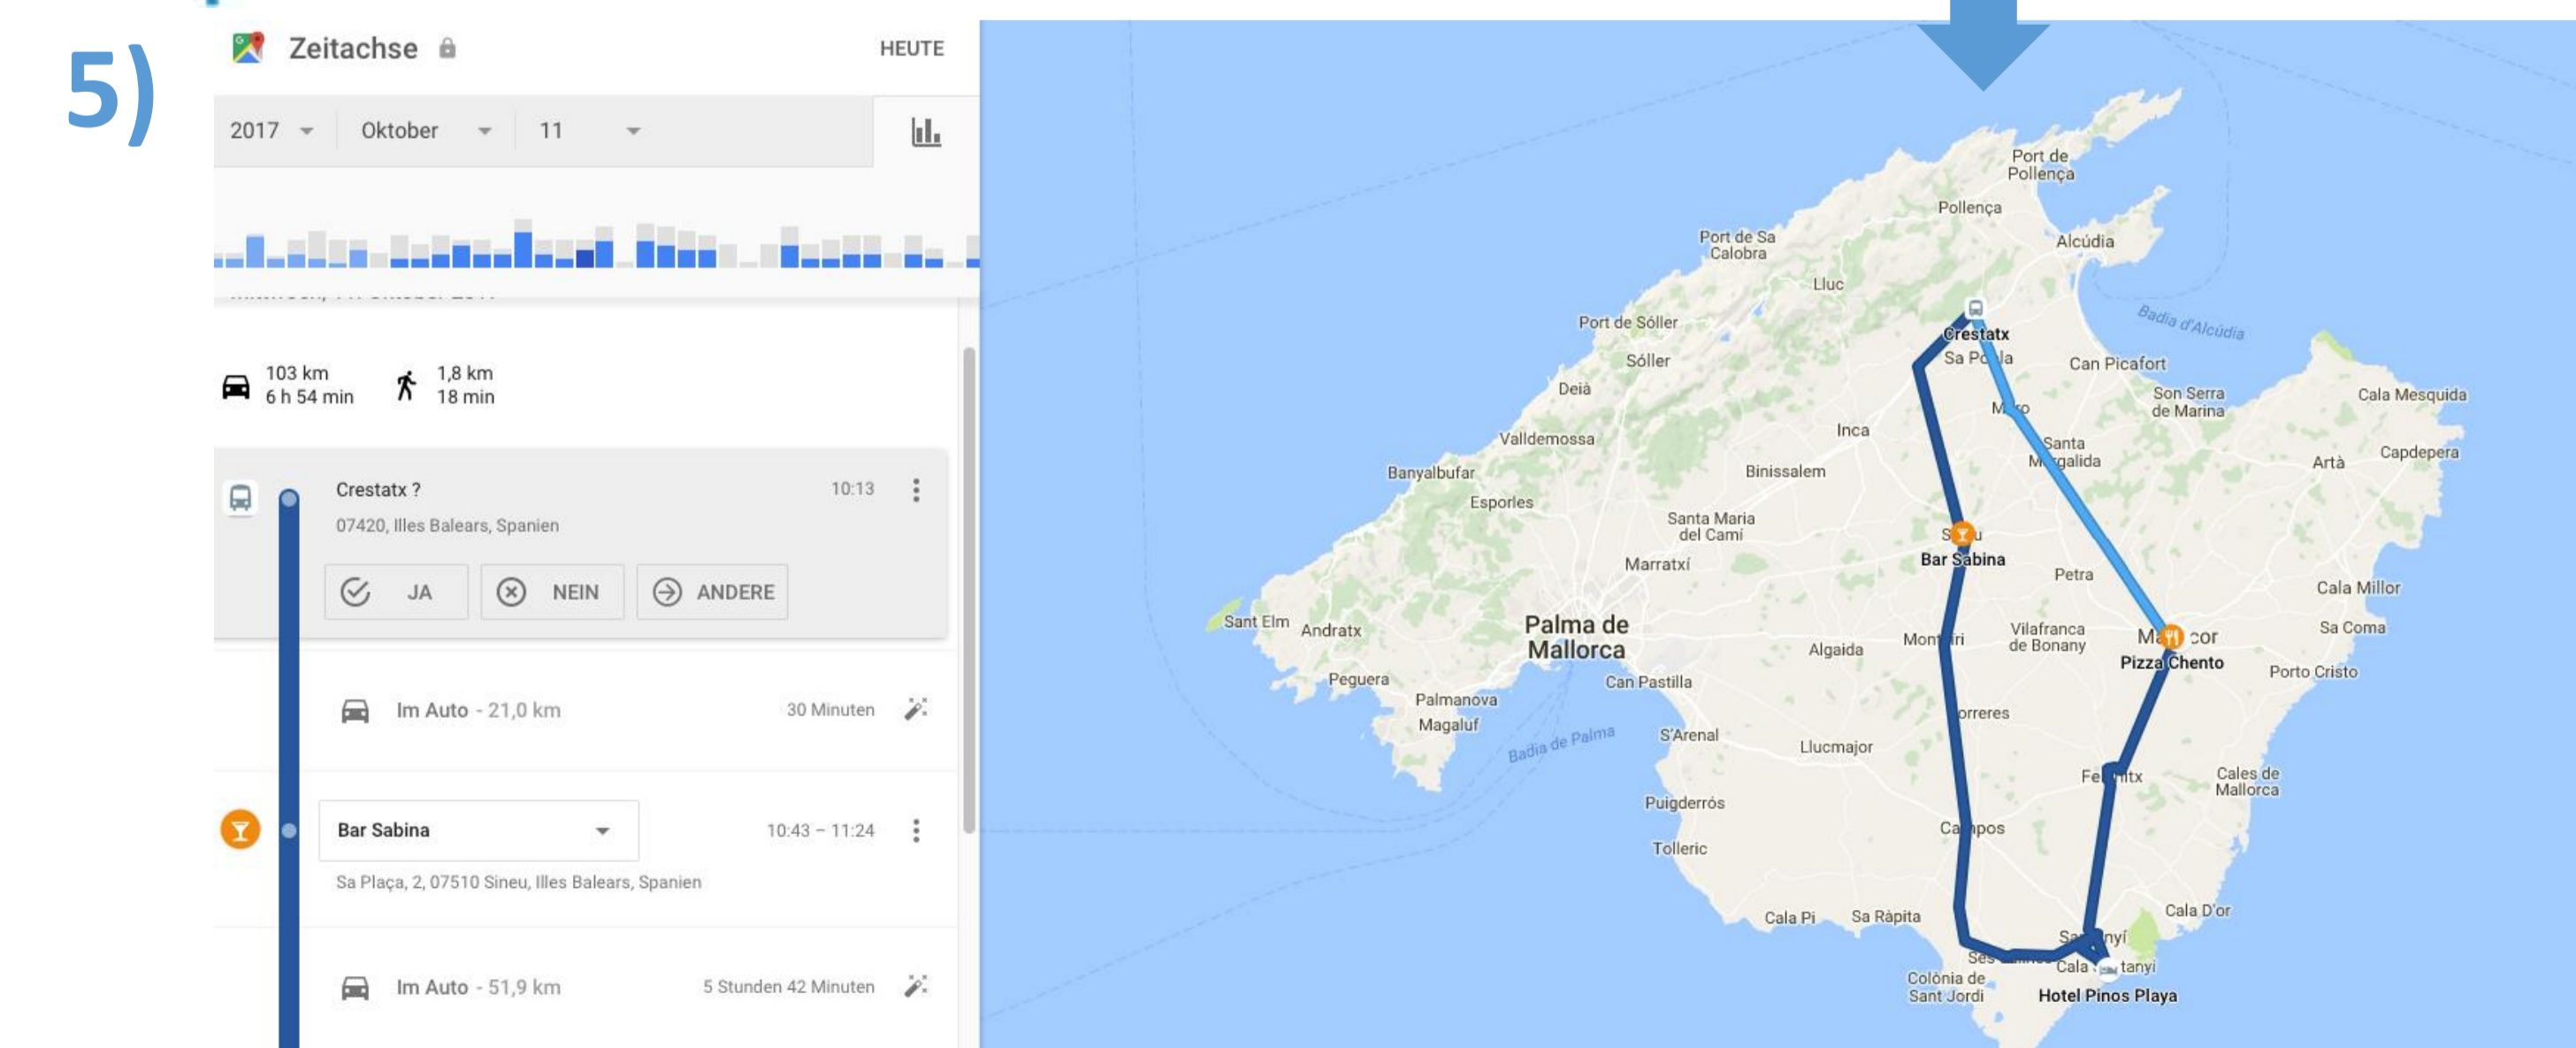 5)
Zeitachse
HEUTE
2017
Oktober
11
103 km
6 h 54 min
1,8 km
18 min
Crestatx ?
10:13
07420, Illes Balears, Spanien
JA
NEIN
ANDERE
Im Auto - 21,0 km
30 Minuten
Bar Sabina
10:43 – 11:24
Sa Plaça, 2, 07510 Sineu, Illes Balears, Spanien
Im Auto - 51,9 km
5 Stunden 42 Minuten
Port de
Pollença
Pollença
Port de Sa
Calobra
Alcúdia
Lluc
Badia d'Alcúdia
Port de Sóller
Crestatx
Sóller
Can Picafort
Deià
Son Serra
de Marina
Cala Mesquida
Inca
Valldemossa
Santa
Capdepera
Artà
Banyalbufar
Binissalem
Esporles
Santa Maria
del Camí
Bar Sabina
Marratxí
Petra
Cala Millor
Sant Elm
Andratx
Palma de
Mallorca
Vilafranca
de Bonany
Sa Coma
Algaida
Pizza Chento
Porto Cristo
Peguera
Can Pastilla
Palmanova
Magaluf
Badia de Palma
S'Arenal
Llucmajor
Cales de
Mallorca
Puigderrós
Tolleric
Cala Pi
Sa Ràpita
Cala D'or
Colònia de
Sant Jordi
Hotel Pinos Playa